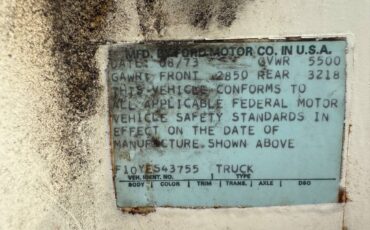 MFD. BY FORD MOTOR CO. IN U.S.A.
DATE: 08/73 GVWR 5500
GAWR: FRONT 2850 REAR 3218
THIS VEHICLE CONFORMS TO
ALL APPLICABLE FEDERAL MOTOR
VEHICLE SAFETY STANDARDS IN
EFFECT ON THE DATE OF
MANUFACTURE SHOWN ABOVE
F10YES43755 TRUCK
VEH. IDENT. NO. TYPE
BODY COLOR TRIM TRANS. AXLE DSO